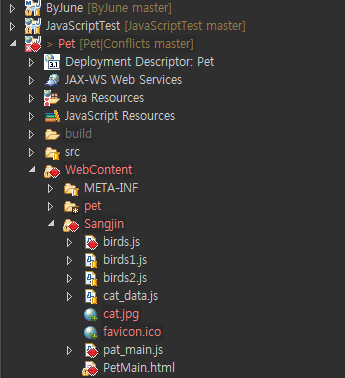 ByJune [ByJune master]
JavaScriptTest [JavaScriptTest master]
> Pet [Pet|Conflicts master]
Deployment Descriptor: Pet
JAX-WS Web Services
Java Resources
JavaScript Resources
build
src
WebContent
META-INF
pet
Sangjin
birds.js
birds1.js
birds2.js
cat_data.js
cat.jpg
favicon.ico
pat_main.js
PetMain.html